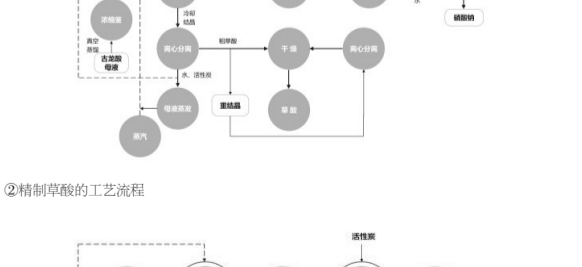 水
硝酸钠
冷却
结晶
浓缩釜
真空
蒸馏
古龙酸
母液
离心分离
粗草酸
干 燥
离心分离
水、活性炭
母液蒸发
重结晶
草 酸
蒸汽
②精制草酸的工艺流程
活性炭